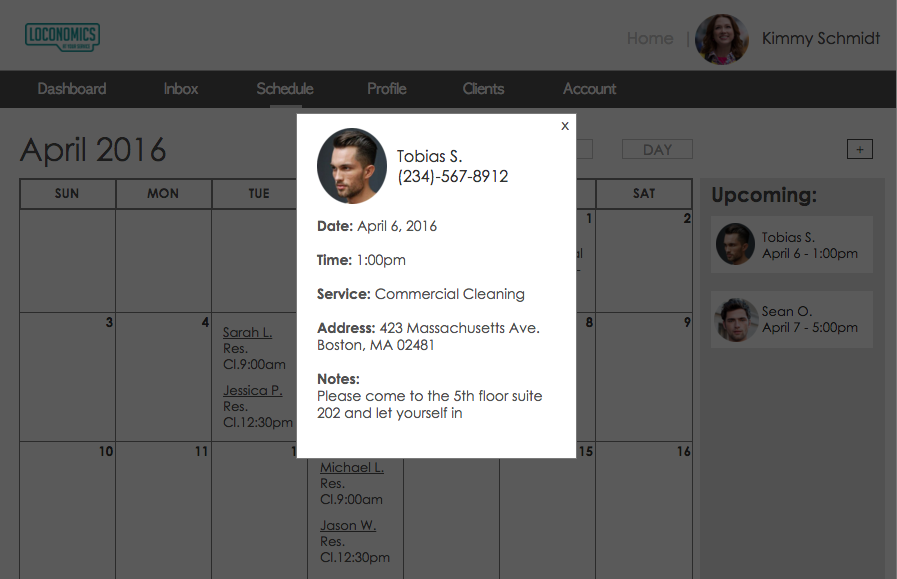 LOCONOMICS
AT YOUR SERVICE
Home | Kimmy Schmidt
Dashboard Inbox Schedule Profile Clients Account
April 2016
DAY
+
SUN MON TUE SAT
1 2
al
3 4 8 9
Sarah L.
Res.
Cl.9:00am
Jessica P.
Res.
Cl.12:30pm
10 11 1 15 16
Michael L.
Res.
Cl.9:00am
Jason W.
Res.
Cl.12:30pm
x
Tobias S.
(234)-567-8912
Date: April 6, 2016
Time: 1:00pm
Service: Commercial Cleaning
Address: 423 Massachusetts Ave.
Boston, MA 02481
Notes:
Please come to the 5th floor suite
202 and let yourself in
Upcoming:
Tobias S.
April 6 - 1:00pm
Sean O.
April 7 - 5:00pm